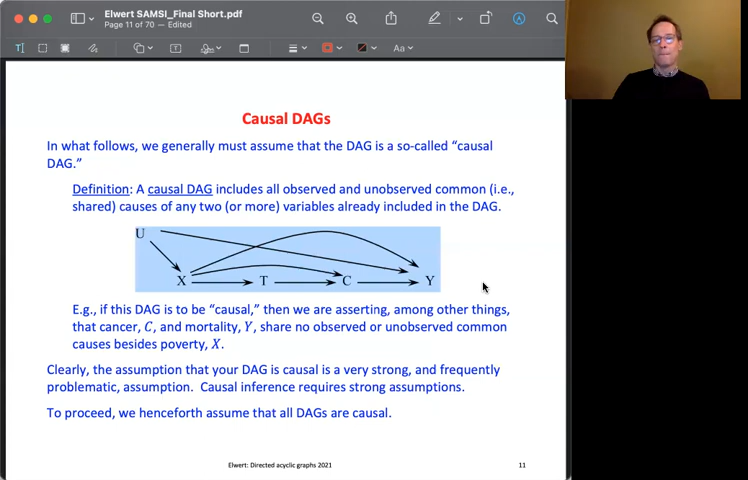 Elwert SAMSI_Final Short.pdf
Page 11 of 70 — Edited
Aa
Causal DAGs
In what follows, we generally must assume that the DAG is a so-called “causal
DAG.”
Definition: A causal DAG includes all observed and unobserved common (i.e.,
shared) causes of any two (or more) variables already included in the DAG.
U
X T C Y
E.g., if this DAG is to be “causal,” then we are asserting, among other things,
that cancer, C, and mortality, Y, share no observed or unobserved common
causes besides poverty, X.
Clearly, the assumption that your DAG is causal is a very strong, and frequently
problematic, assumption. Causal inference requires strong assumptions.
To proceed, we henceforth assume that all DAGs are causal.
Elwert: Directed acyclic graphs 2021 11